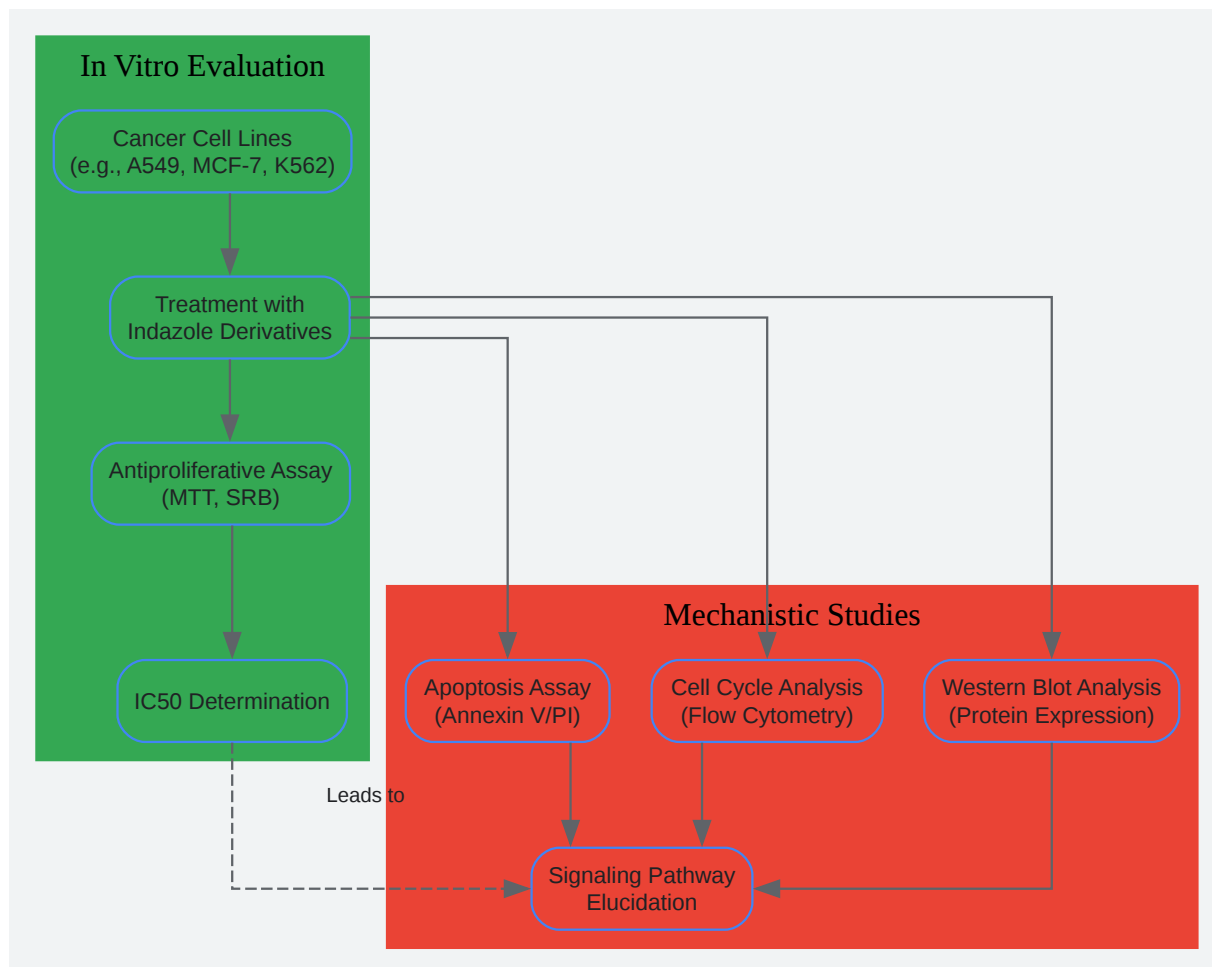 In Vitro Evaluation
Cancer Cell Lines
(e.g., A549, MCF-7, K562)
Treatment with
Indazole Derivatives
Antiproliferative Assay
(MTT, SRB)
IC50 Determination
Mechanistic Studies
Apoptosis Assay
(Annexin V/PI)
Cell Cycle Analysis
(Flow Cytometry)
Western Blot Analysis
(Protein Expression)
Leads to
Signaling Pathway
Elucidation